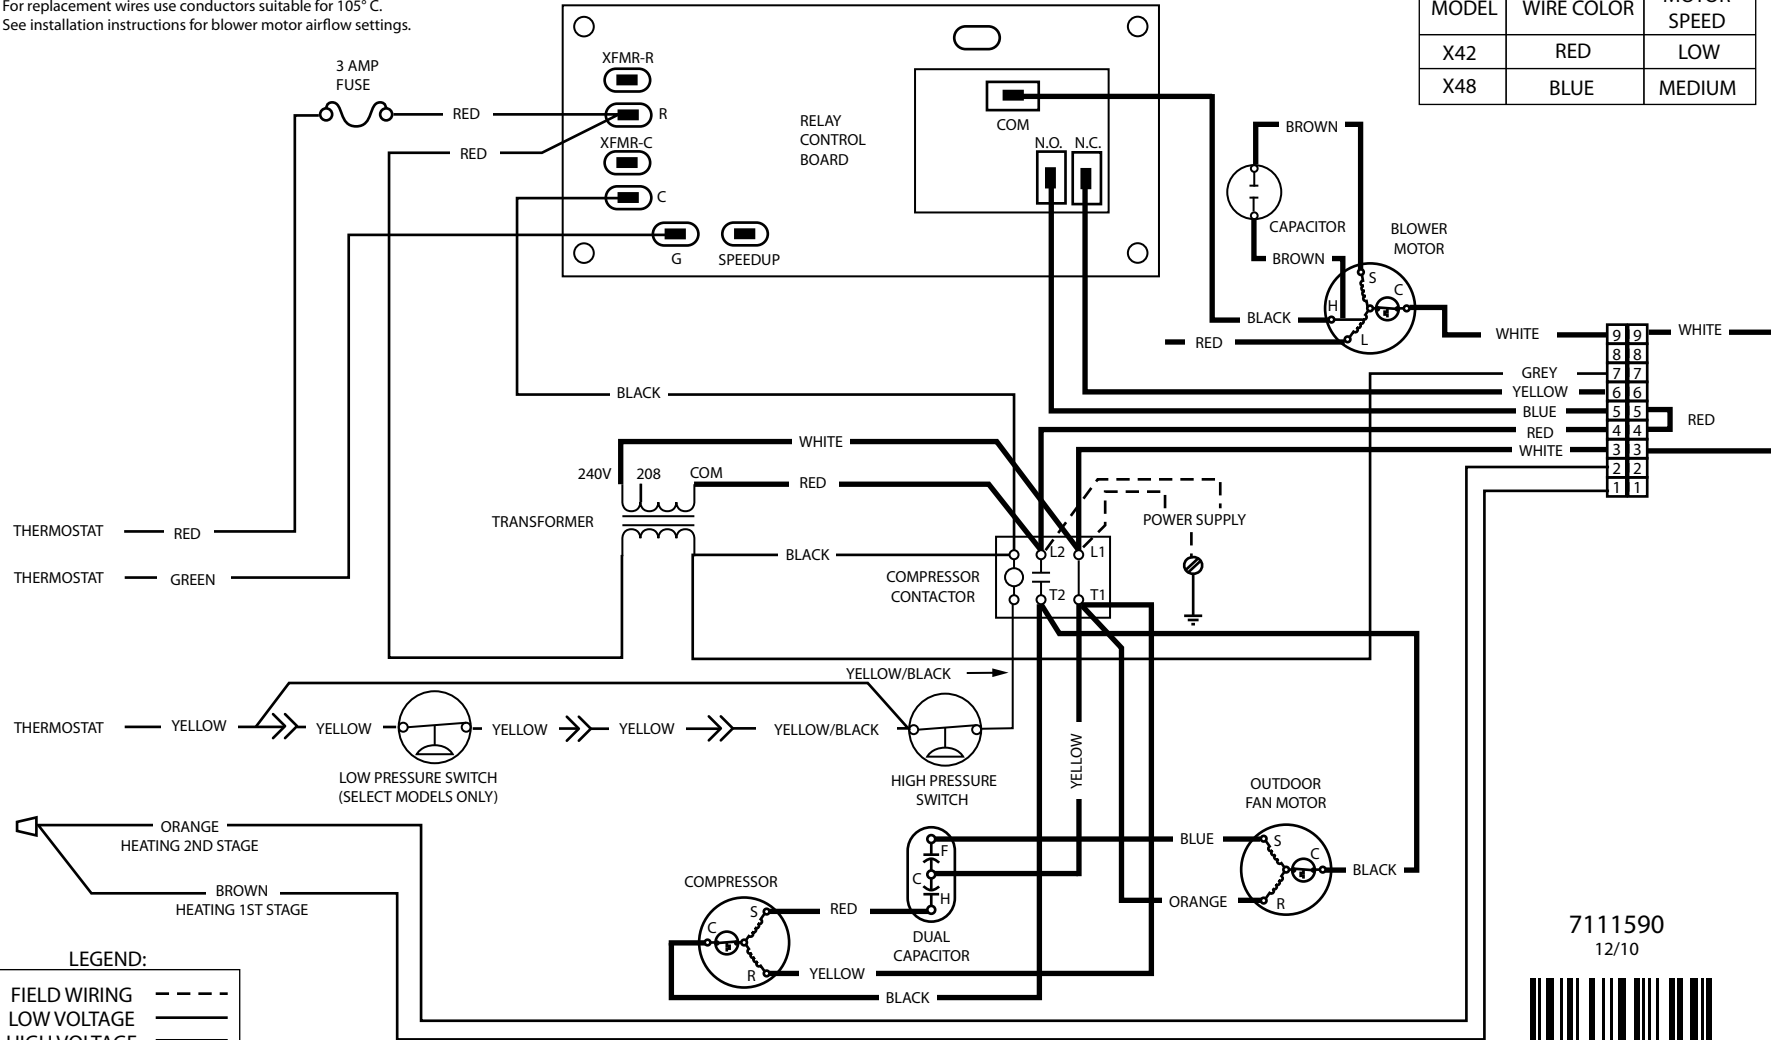 For replacement wires use conductors suitable for 105° C.
See installation instructions for blower motor airflow settings.
MODEL WIRE COLOR MOTOR SPEED
X42 RED LOW
X48 BLUE MEDIUM
3 AMP
FUSE
RED
RED
XFMR-R
R
XFMR-C
C
G
SPEEDUP
RELAY
CONTROL
BOARD
COM
N.O.
N.C.
BROWN
CAPACITOR
BROWN
BLOWER
MOTOR
S
C
H
L
BLACK
RED
WHITE
WHITE
GREY
YELLOW
BLUE
RED
WHITE
9 9
8 8
7 7
6 6
5 5
4 4
3 3
2 2
1 1
RED
BLACK
WHITE
240V
208
COM
RED
TRANSFORMER
BLACK
THERMOSTAT
RED
THERMOSTAT
GREEN
POWER SUPPLY
L2
L1
COMPRESSOR
CONTACTOR
T2
T1
YELLOW/BLACK
THERMOSTAT
YELLOW
YELLOW
YELLOW
YELLOW
YELLOW/BLACK
LOW PRESSURE SWITCH
(SELECT MODELS ONLY)
HIGH PRESSURE
SWITCH
YELLOW
OUTDOOR
FAN MOTOR
ORANGE
HEATING 2ND STAGE
BROWN
HEATING 1ST STAGE
BLUE
S
C
R
BLACK
ORANGE
F
C
H
DUAL
CAPACITOR
COMPRESSOR
S
C
R
RED
YELLOW
BLACK
7111590
12/10
LEGEND:
FIELD WIRING
LOW VOLTAGE
HIGH VOLTAGE